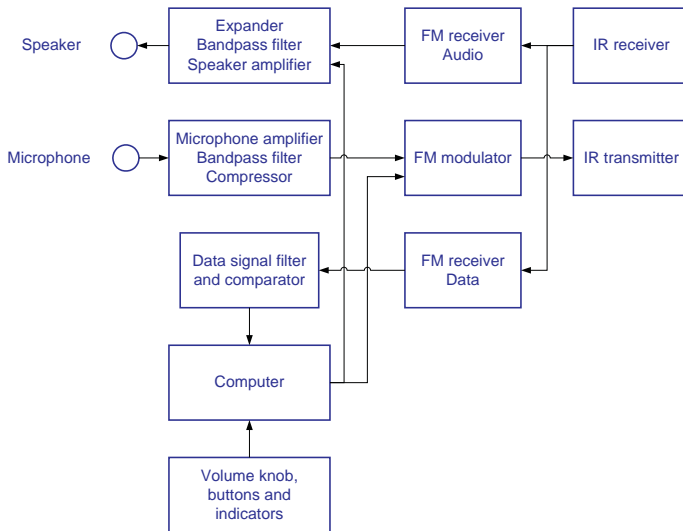 Speaker
Expander
Bandpass filter
Speaker amplifier
FM receiver
Audio
IR receiver
Microphone
Microphone amplifier
Bandpass filter
Compressor
FM modulator
IR transmitter
Data signal filter
and comparator
FM receiver
Data
Computer
Volume knob,
buttons and
indicators